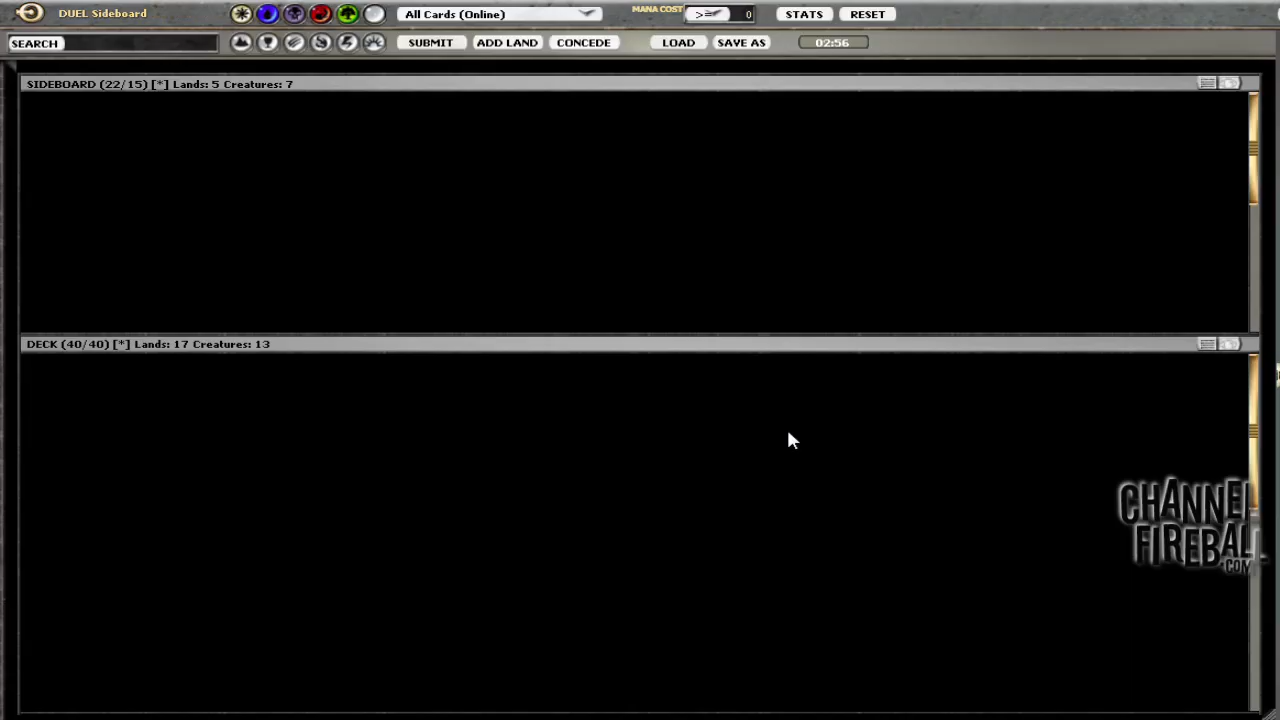 DUEL Sideboard
All Cards (Online)
MANA COST
>=
0
STATS
RESET
SEARCH
SUBMIT
ADD LAND
CONCEDE
LOAD
SAVE AS
02:56
SIDEBOARD (22/15) [*] Lands: 5 Creatures: 7
DECK (40/40) [*] Lands: 17 Creatures: 13
CHANNEL
FIREBALL
.COM